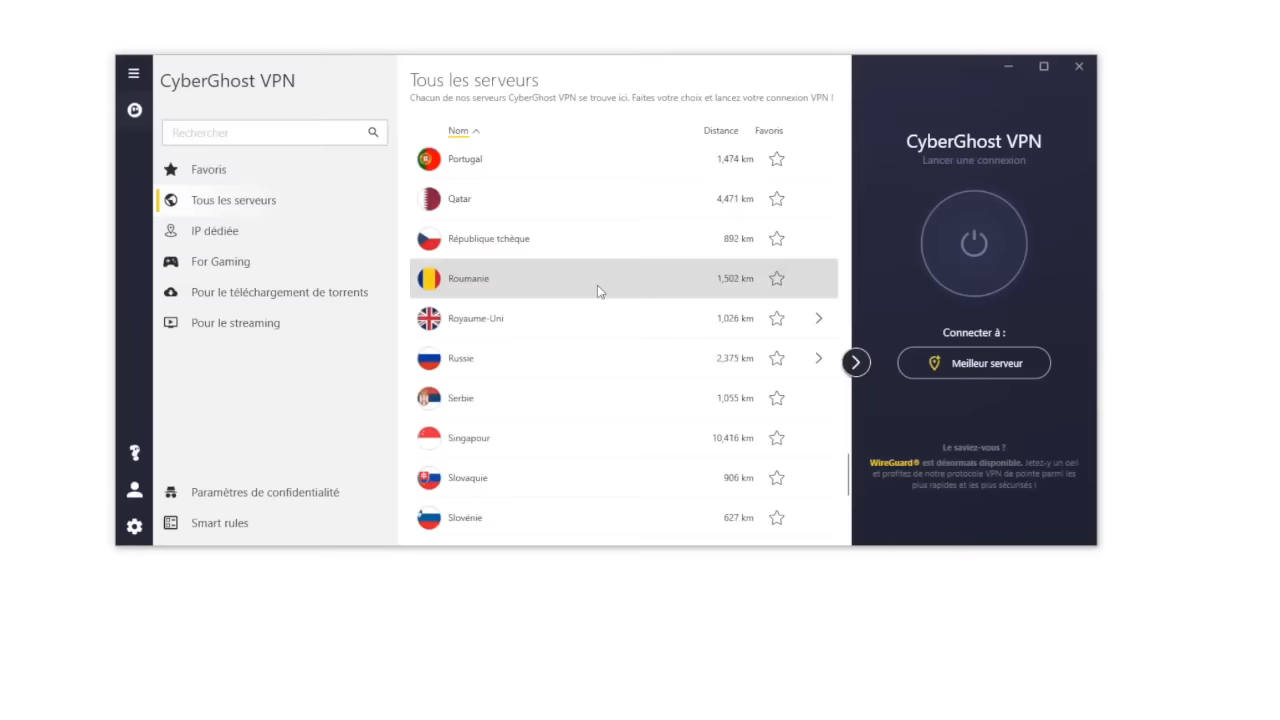 CyberGhost VPN
Rechercher
Favoris
Tous les serveurs
IP dédiée
For Gaming
Pour le téléchargement de torrents
Pour le streaming
Paramètres de confidentialité
Smart rules
Tous les serveurs
Chacun de nos serveurs CyberGhost VPN se trouve ici. Faites votre choix et lancez votre connexion VPN !
Nom Distance Favoris
Portugal 1,474 km
Qatar 4,471 km
République tchèque 892 km
Roumanie 1,502 km
Royaume-Uni 1,026 km
Russie 2,375 km
Serbie 1,055 km
Singapour 10,416 km
Slovaquie 906 km
Slovénie 627 km
CyberGhost VPN
Lancer une connexion
Connecter à :
Meilleur serveur
Le saviez-vous ?
WireGuard® est désormais disponible. Jetez-y un oeil
et profitez de notre protocole VPN de pointe parmi les
plus rapides et les plus sécurisés !